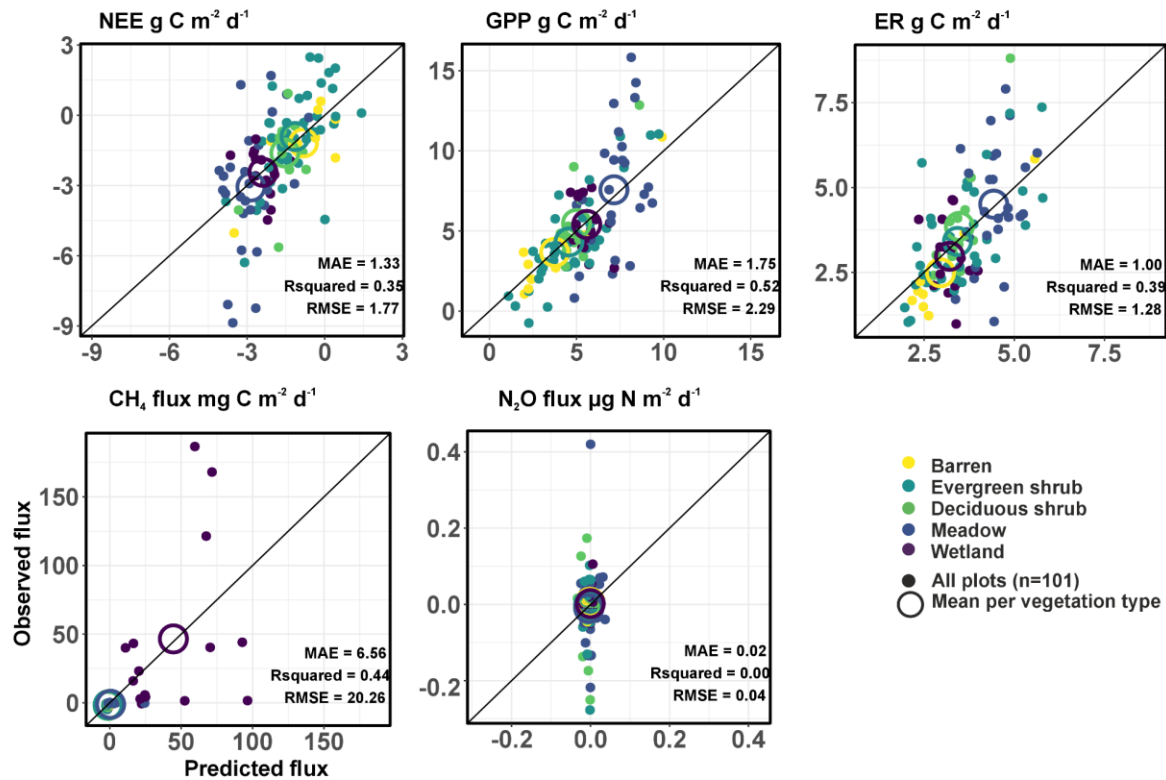 NEE g C m⁻² d⁻¹
3
0
-3
-6
-9
MAE = 1.33
Rsquared = 0.35
RMSE = 1.77
-9 -6 -3 0 3
GPP g C m⁻² d⁻¹
15
10
5
0
MAE = 1.75
Rsquared = 0.52
RMSE = 2.29
0 5 10 15
ER g C m⁻² d⁻¹
7.5
5.0
2.5
MAE = 1.00
Rsquared = 0.39
RMSE = 1.28
2.5 5.0 7.5
CH₄ flux mg C m⁻² d⁻¹
Observed flux
150
100
50
0
MAE = 6.56
Rsquared = 0.44
RMSE = 20.26
0 50 100 150
Predicted flux
N₂O flux µg N m⁻² d⁻¹
0.4
0.2
0.0
-0.2
MAE = 0.02
Rsquared = 0.00
RMSE = 0.04
-0.2 0.0 0.2 0.4
Barren
Evergreen shrub
Deciduous shrub
Meadow
Wetland
All plots (n=101)
Mean per vegetation type